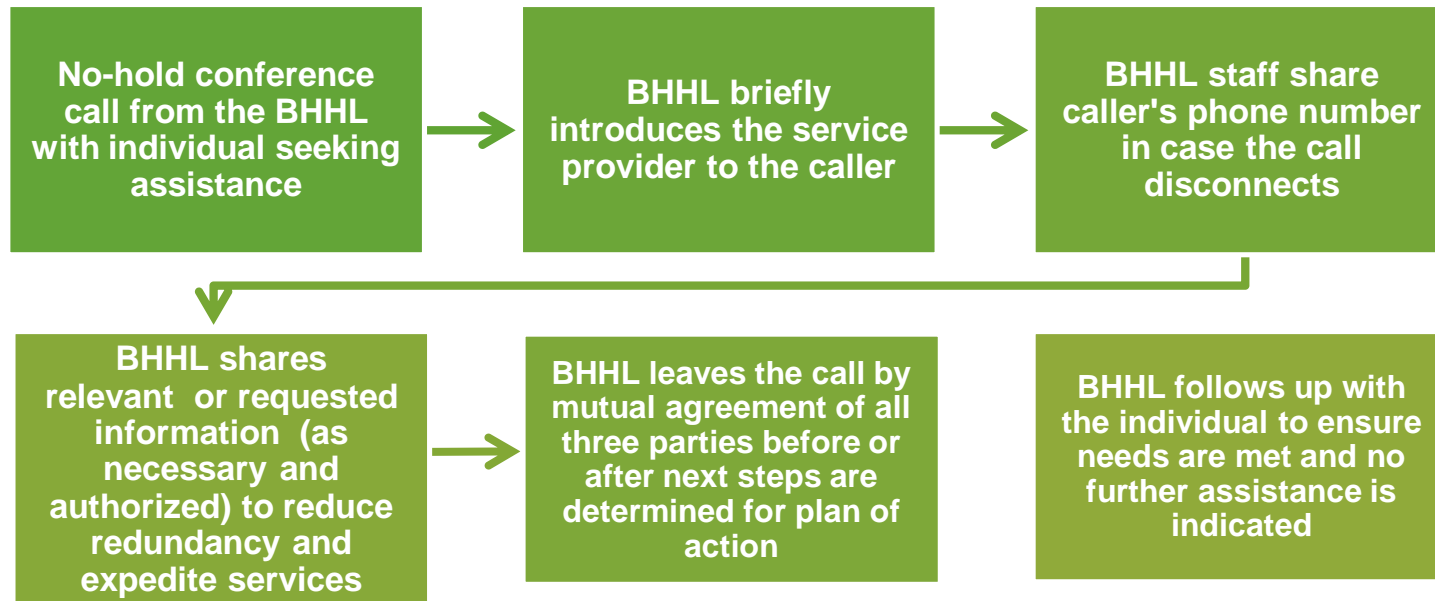 No-hold conference
call from the BHHL
with individual seeking
assistance
BHHL briefly
introduces the service
provider to the caller
BHHL staff share
caller's phone number
in case the call
disconnects
BHHL shares
relevant or requested
information (as
necessary and
authorized) to reduce
redundancy and
expedite services
BHHL leaves the call by
mutual agreement of all
three parties before or
after next steps are
determined for plan of
action
BHHL follows up with
the individual to ensure
needs are met and no
further assistance is
indicated